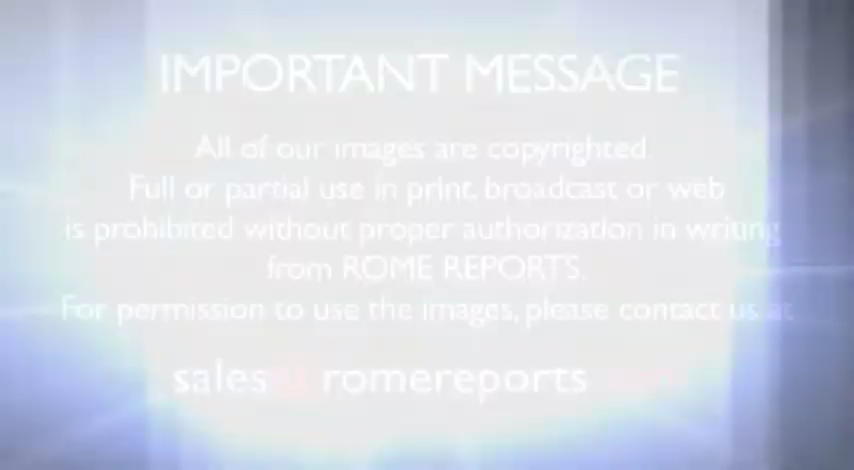 IMPORTANT MESSAGE
All of our images are copyrighted.
Full or partial use in print, broadcast or web
is prohibited without proper authorization in writing
from ROME REPORTS.
For permission to use the images, please contact us at
sales romereports